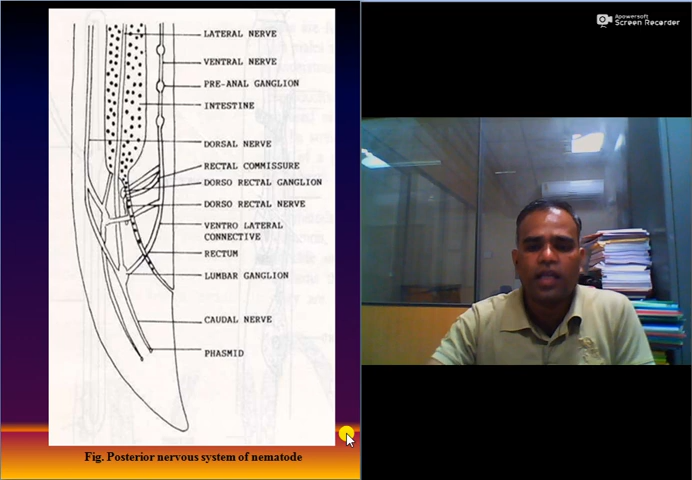 LATERAL NERVE
VENTRAL NERVE
PRE-ANAL GANGLION
INTESTINE
DORSAL NERVE
RECTAL COMMISSURE
DORSO RECTAL GANGLION
DORSO RECTAL NERVE
VENTRO LATERAL
CONNECTIVE
RECTUM
LUMBAR GANGLION
CAUDAL NERVE
PHASMID
Fig. Posterior nervous system of nematode
Apowersoft
Screen Recorder